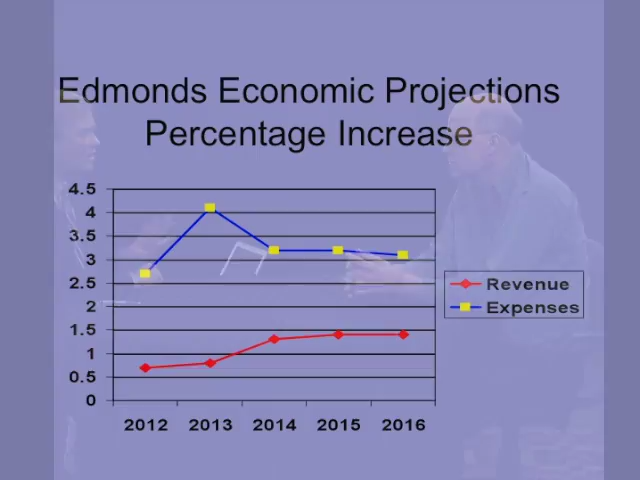 Edmonds Economic Projections
Percentage Increase
4.5
4
3.5
3
2.5
2
1.5
1
0.5
0
2012 2013 2014 2015 2016
Revenue
Expenses